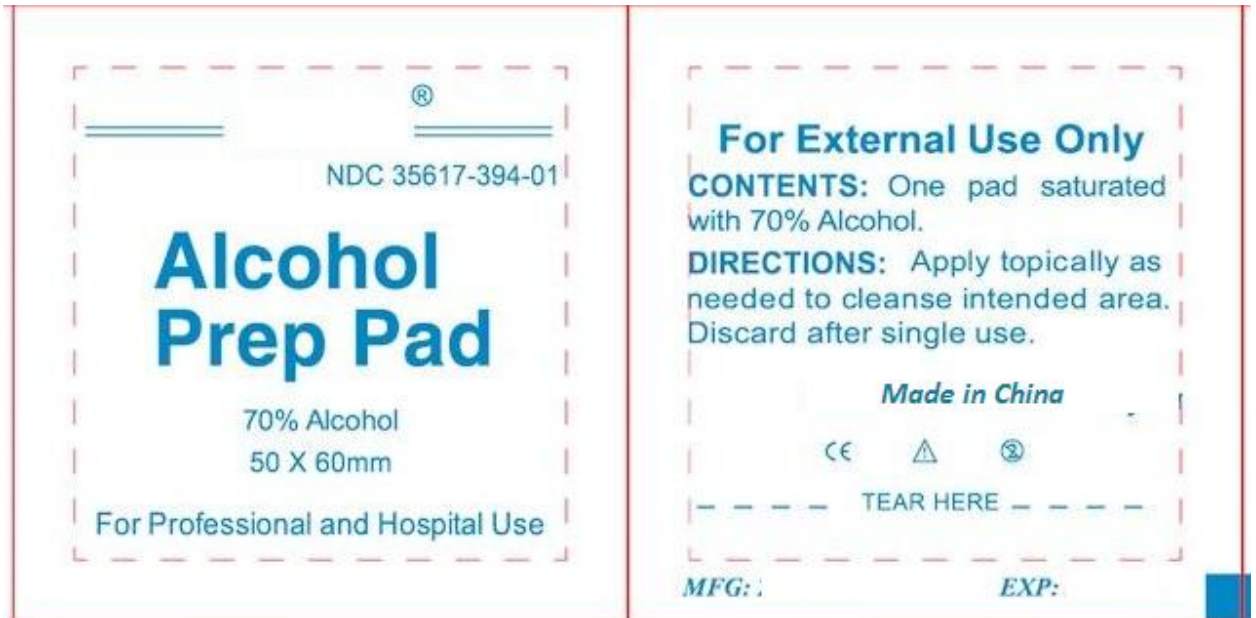 ®
NDC 35617-394-01
Alcohol
Prep Pad
70% Alcohol
50 X 60mm
For Professional and Hospital Use
For External Use Only
CONTENTS: One pad saturated
with 70% Alcohol.
DIRECTIONS: Apply topically as
needed to cleanse intended area.
Discard after single use.
Made in China
CE
TEAR HERE
MFG:
EXP: